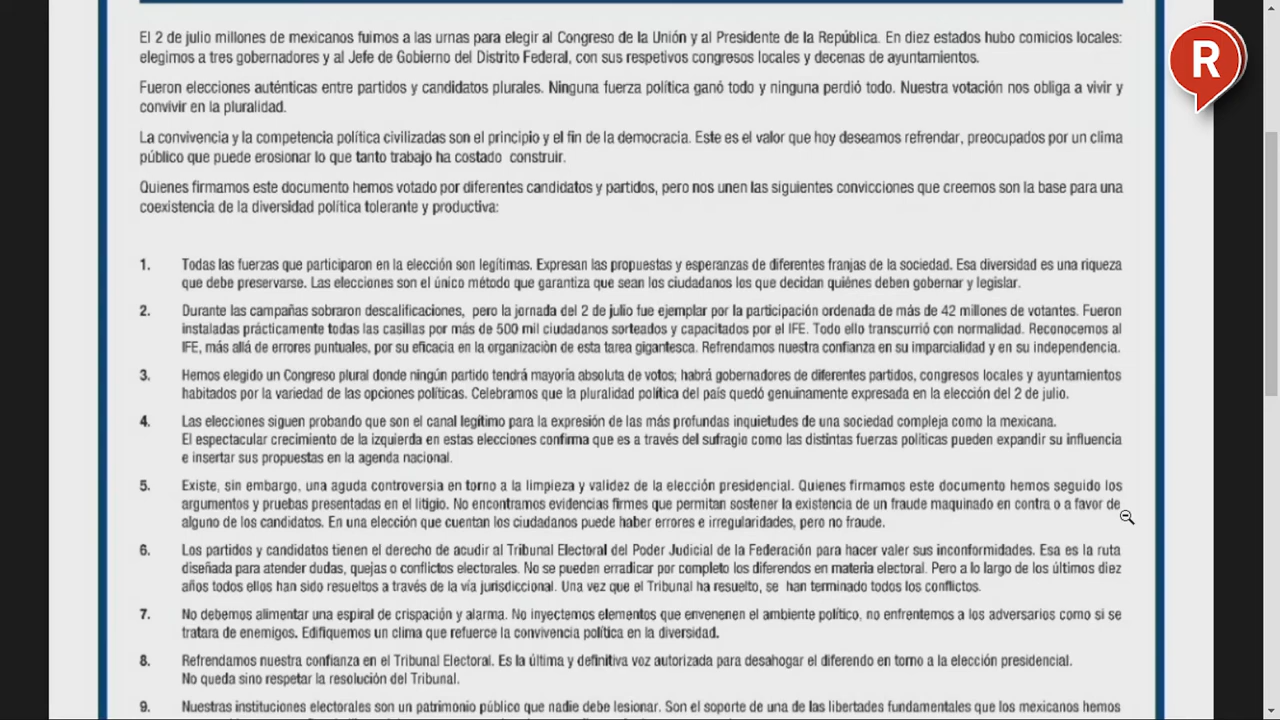 R
El 2 de julio millones de mexicanos fuimos a las urnas para elegir al Congreso de la Unión y al Presidente de la República. En diez estados hubo comicios locales:
elegimos a tres gobernadores y al Jefe de Gobierno del Distrito Federal, con sus respetivos congresos locales y decenas de ayuntamientos.
Fueron elecciones auténticas entre partidos y candidatos plurales. Ninguna fuerza política ganó todo y ninguna perdió todo. Nuestra votación nos obliga a vivir y
convivir en la pluralidad.
La convivencia y la competencia política civilizadas son el principio y el fin de la democracia. Este es el valor que hoy deseamos refrendar, preocupados por un clima
público que puede erosionar lo que tanto trabajo ha costado construir.
Quienes firmamos este documento hemos votado por diferentes candidatos y partidos, pero nos unen las siguientes convicciones que creemos son la base para una
coexistencia de la diversidad política tolerante y productiva:
1. Todas las fuerzas que participaron en la elección son legítimas. Expresan las propuestas y esperanzas de diferentes franjas de la sociedad. Esa diversidad es una riqueza
que debe preservarse. Las elecciones son el único método que garantiza que sean los ciudadanos los que decidan quiénes deben gobernar y legislar.
2. Durante las campañas sobraron descalificaciones, pero la jornada del 2 de julio fue ejemplar por la participación ordenada de más de 42 millones de votantes. Fueron
instaladas prácticamente todas las casillas por más de 500 mil ciudadanos sorteados y capacitados por el IFE. Todo ello transcurrió con normalidad. Reconocemos al
IFE, más allá de errores puntuales, por su eficacia en la organización de esta tarea gigantesca. Refrendamos nuestra confianza en su imparcialidad y en su independencia.
3. Hemos elegido un Congreso plural donde ningún partido tendrá mayoría absoluta de votos; habrá gobernadores de diferentes partidos, congresos locales y ayuntamientos
habitados por la variedad de las opciones políticas. Celebramos que la pluralidad política del país quedó genuinamente expresada en la elección del 2 de julio.
4. Las elecciones siguen probando que son el canal legítimo para la expresión de las más profundas inquietudes de una sociedad compleja como la mexicana.
El espectacular crecimiento de la izquierda en estas elecciones confirma que es a través del sufragio como las distintas fuerzas políticas pueden expandir su influencia
e insertar sus propuestas en la agenda nacional.
5. Existe, sin embargo, una aguda controversia en torno a la limpieza y validez de la elección presidencial. Quienes firmamos este documento hemos seguido los
argumentos y pruebas presentadas en el litigio. No encontramos evidencias firmes que permitan sostener la existencia de un fraude maquinado en contra o a favor de
alguno de los candidatos. En una elección que cuentan los ciudadanos puede haber errores e irregularidades, pero no fraude.
6. Los partidos y candidatos tienen el derecho de acudir al Tribunal Electoral del Poder Judicial de la Federación para hacer valer sus inconformidades. Esa es la ruta
diseñada para atender dudas, quejas o conflictos electorales. No se pueden erradicar por completo los diferendos en materia electoral. Pero a lo largo de los últimos diez
años todos ellos han sido resueltos a través de la vía jurisdiccional. Una vez que el Tribunal ha resuelto, se han terminado todos los conflictos.
7. No debemos alimentar una espiral de crispación y alarma. No inyectemos elementos que envenenen el ambiente político, no enfrentemos a los adversarios como si se
tratara de enemigos. Edifiquemos un clima que refuerce la convivencia política en la diversidad.
8. Refrendamos nuestra confianza en el Tribunal Electoral. Es la última y definitiva voz autorizada para desahogar el diferendo en torno a la elección presidencial.
No queda sino respetar la resolución del Tribunal.
9. Nuestras instituciones electorales son un patrimonio público que nadie debe lesionar. Son el soporte de una de las libertades fundamentales que los mexicanos hemos